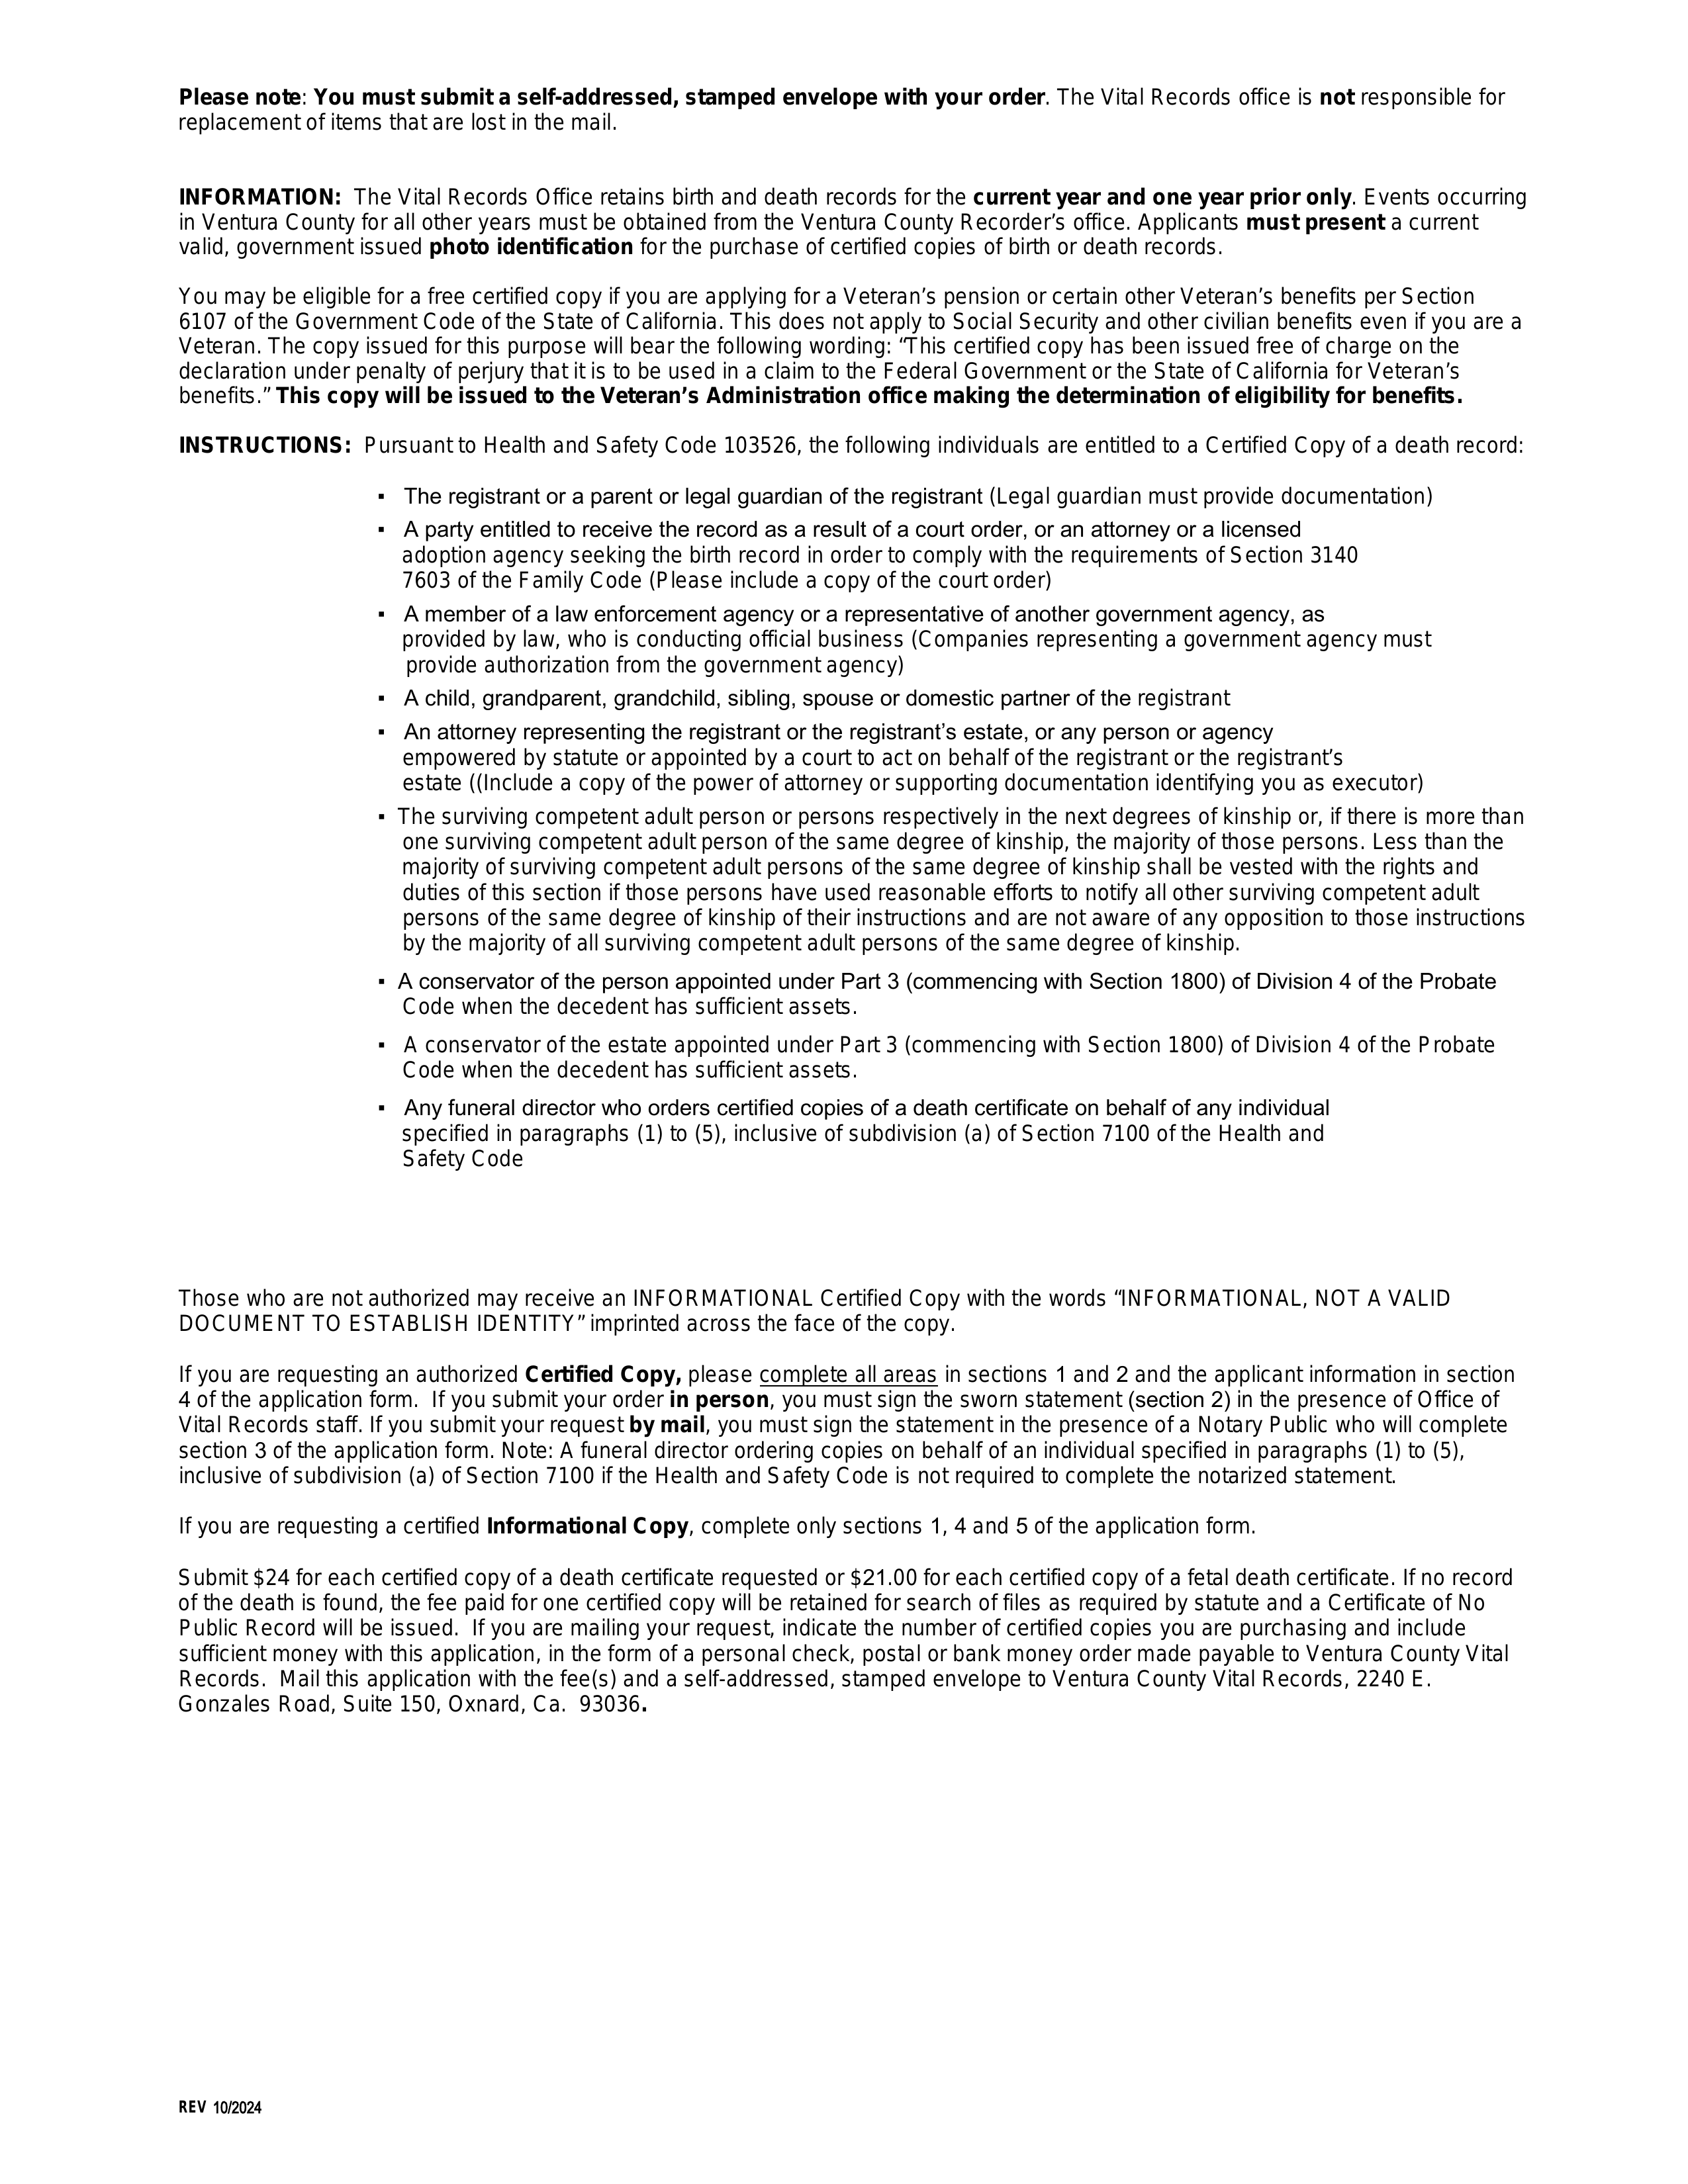 Please note: You must submit a self-addressed, stamped envelope with your order. The Vital Records office is not responsible for
replacement of items that are lost in the mail.
INFORMATION: The Vital Records Office retains birth and death records for the current year and one year prior only. Events occurring
in Ventura County for all other years must be obtained from the Ventura County Recorder’s office. Applicants must present a current
valid, government issued photo identification for the purchase of certified copies of birth or death records.
You may be eligible for a free certified copy if you are applying for a Veteran’s pension or certain other Veteran’s benefits per Section
6107 of the Government Code of the State of California. This does not apply to Social Security and other civilian benefits even if you are a
Veteran. The copy issued for this purpose will bear the following wording: “This certified copy has been issued free of charge on the
declaration under penalty of perjury that it is to be used in a claim to the Federal Government or the State of California for Veteran’s
benefits.” This copy will be issued to the Veteran’s Administration office making the determination of eligibility for benefits.
INSTRUCTIONS: Pursuant to Health and Safety Code 103526, the following individuals are entitled to a Certified Copy of a death record:
▪ The registrant or a parent or legal guardian of the registrant (Legal guardian must provide documentation)
▪ A party entitled to receive the record as a result of a court order, or an attorney or a licensed
adoption agency seeking the birth record in order to comply with the requirements of Section 3140
7603 of the Family Code (Please include a copy of the court order)
▪ A member of a law enforcement agency or a representative of another government agency, as
provided by law, who is conducting official business (Companies representing a government agency must
provide authorization from the government agency)
▪ A child, grandparent, grandchild, sibling, spouse or domestic partner of the registrant
▪ An attorney representing the registrant or the registrant’s estate, or any person or agency
empowered by statute or appointed by a court to act on behalf of the registrant or the registrant’s
estate ((Include a copy of the power of attorney or supporting documentation identifying you as executor)
▪ The surviving competent adult person or persons respectively in the next degrees of kinship or, if there is more than
one surviving competent adult person of the same degree of kinship, the majority of those persons. Less than the
majority of surviving competent adult persons of the same degree of kinship shall be vested with the rights and
duties of this section if those persons have used reasonable efforts to notify all other surviving competent adult
persons of the same degree of kinship of their instructions and are not aware of any opposition to those instructions
by the majority of all surviving competent adult persons of the same degree of kinship.
▪ A conservator of the person appointed under Part 3 (commencing with Section 1800) of Division 4 of the Probate
Code when the decedent has sufficient assets.
▪ A conservator of the estate appointed under Part 3 (commencing with Section 1800) of Division 4 of the Probate
Code when the decedent has sufficient assets.
▪ Any funeral director who orders certified copies of a death certificate on behalf of any individual
specified in paragraphs (1) to (5), inclusive of subdivision (a) of Section 7100 of the Health and
Safety Code
Those who are not authorized may receive an INFORMATIONAL Certified Copy with the words “INFORMATIONAL, NOT A VALID
DOCUMENT TO ESTABLISH IDENTITY” imprinted across the face of the copy.
If you are requesting an authorized Certified Copy, please complete all areas in sections 1 and 2 and the applicant information in section
4 of the application form. If you submit your order in person, you must sign the sworn statement (section 2) in the presence of Office of
Vital Records staff. If you submit your request by mail, you must sign the statement in the presence of a Notary Public who will complete
section 3 of the application form. Note: A funeral director ordering copies on behalf of an individual specified in paragraphs (1) to (5),
inclusive of subdivision (a) of Section 7100 if the Health and Safety Code is not required to complete the notarized statement.
If you are requesting a certified Informational Copy, complete only sections 1, 4 and 5 of the application form.
Submit $24 for each certified copy of a death certificate requested or $21.00 for each certified copy of a fetal death certificate. If no record
of the death is found, the fee paid for one certified copy will be retained for search of files as required by statute and a Certificate of No
Public Record will be issued. If you are mailing your request, indicate the number of certified copies you are purchasing and include
sufficient money with this application, in the form of a personal check, postal or bank money order made payable to Ventura County Vital
Records. Mail this application with the fee(s) and a self-addressed, stamped envelope to Ventura County Vital Records, 2240 E.
Gonzales Road, Suite 150, Oxnard, Ca. 93036.
REV 10/2024